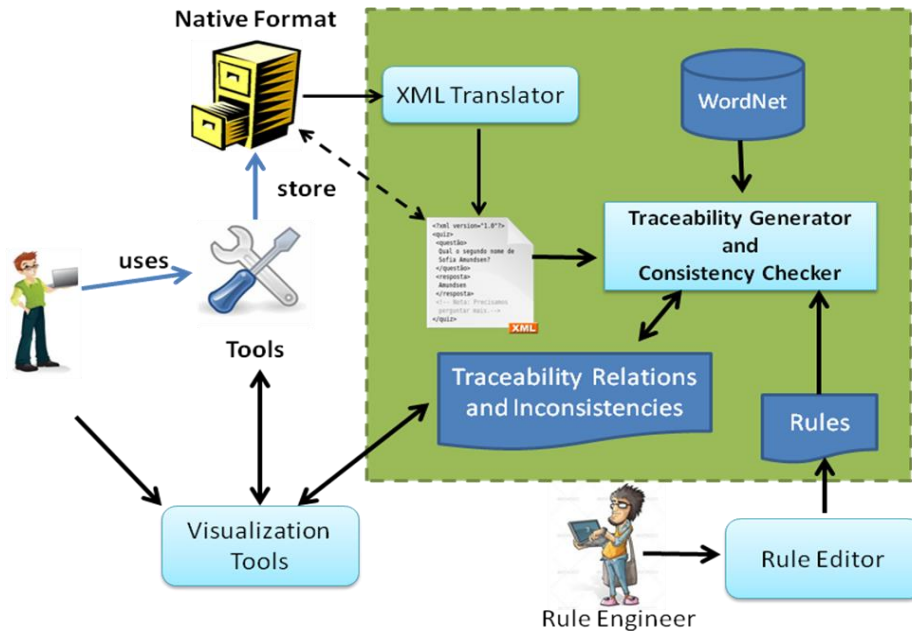 Native Format
XML Translator
WordNet
store
<?xml version="1.0"?>
<quiz>
<questão>
Qual o segundo nome de
Sofia Amundsen?
</questão>
<resposta>
Amundsen
</resposta>
<!-- Nota: Precisamos
perguntar mais.-->
</quiz>
XML
Traceability Generator
and
Consistency Checker
uses
Tools
Traceability Relations
and Inconsistencies
Rules
Visualization
Tools
Rule Editor
Rule Engineer